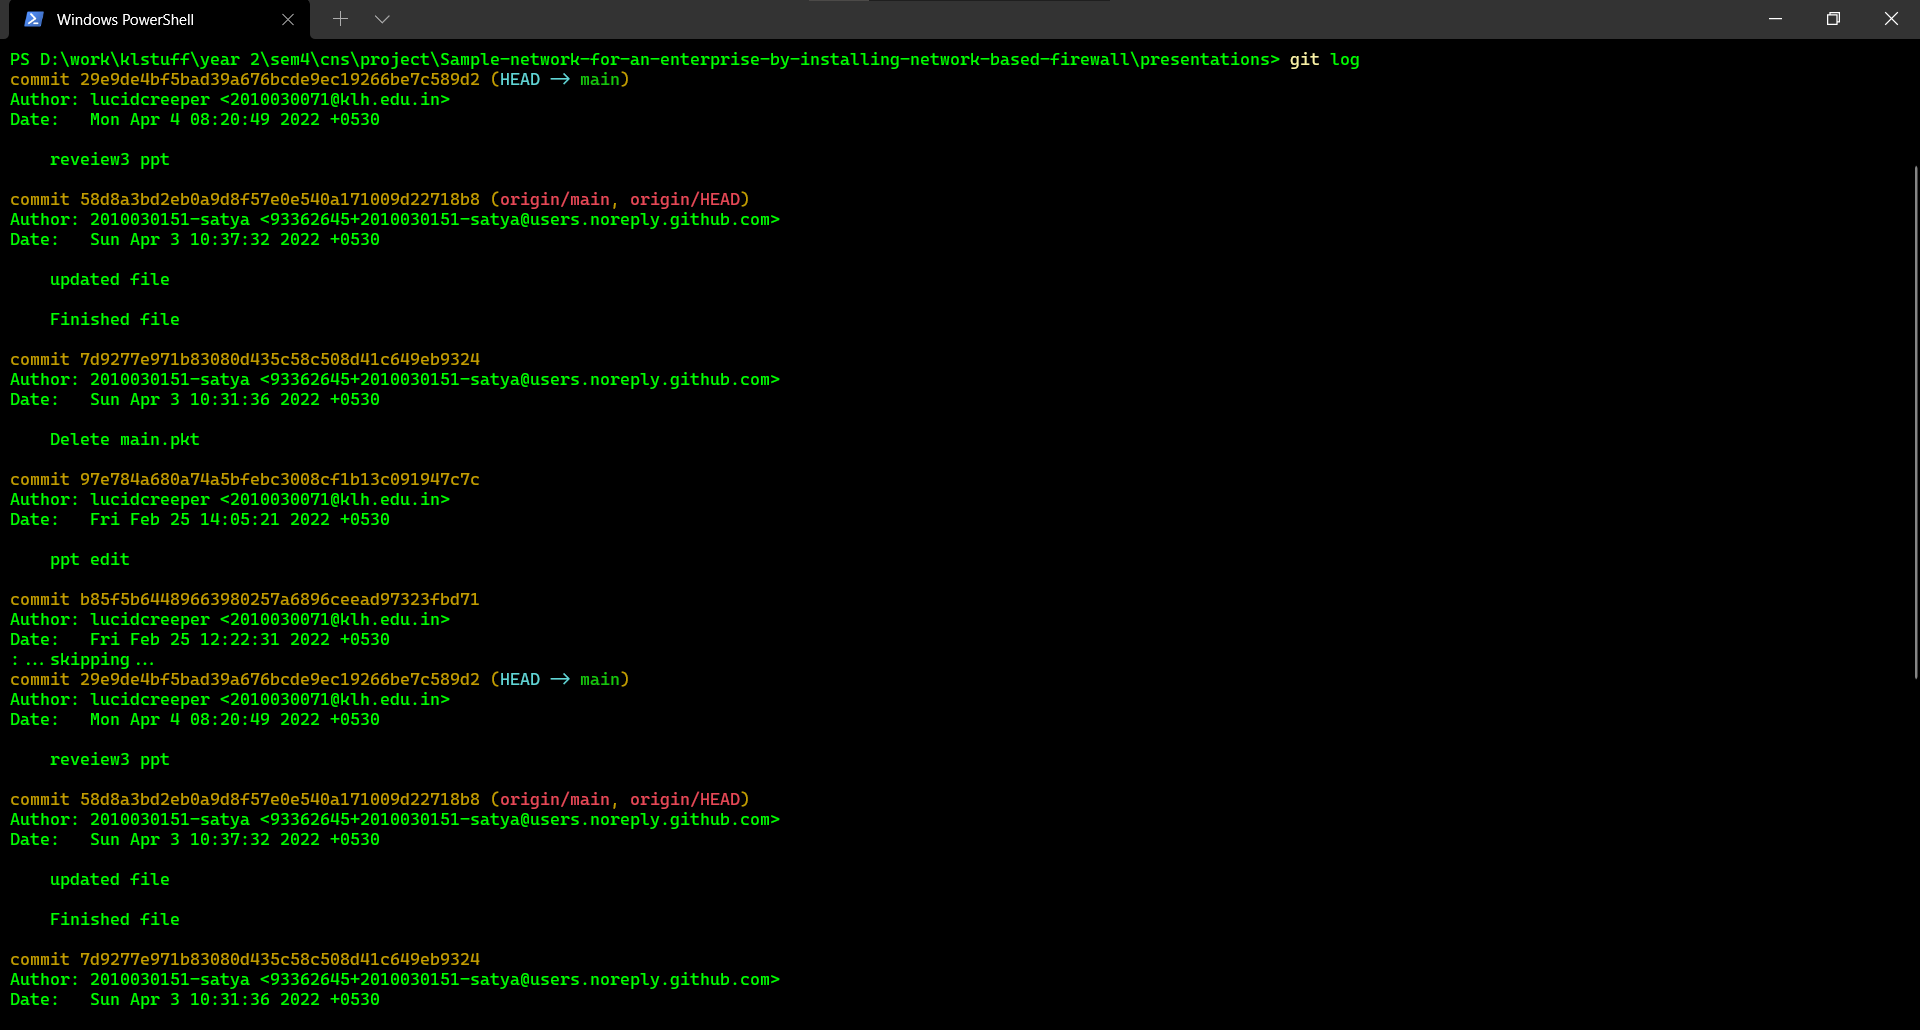 Windows PowerShell
PS D:\work\klstuff\year 2\sem4\cns\project\Sample-network-for-an-enterprise-by-installing-network-based-firewall\presentations> git log
commit 29e9de4bf5bad39a676bcde9ec19266be7c589d2 (HEAD -> main)
Author: lucidcreeper <2010030071@klh.edu.in>
Date:   Mon Apr 4 08:20:49 2022 +0530
    reveiew3 ppt
commit 58d8a3bd2eb0a9d8f57e0e540a171009d22718b8 (origin/main, origin/HEAD)
Author: 2010030151-satya <93362645+2010030151-satya@users.noreply.github.com>
Date:   Sun Apr 3 10:37:32 2022 +0530
    updated file
    Finished file
commit 7d9277e971b83080d435c58c508d41c649eb9324
Author: 2010030151-satya <93362645+2010030151-satya@users.noreply.github.com>
Date:   Sun Apr 3 10:31:36 2022 +0530
    Delete main.pkt
commit 97e784a680a74a5bfebc3008cf1b13c091947c7c
Author: lucidcreeper <2010030071@klh.edu.in>
Date:   Fri Feb 25 14:05:21 2022 +0530
    ppt edit
commit b85f5b64489663980257a6896ceead97323fbd71
Author: lucidcreeper <2010030071@klh.edu.in>
Date:   Fri Feb 25 12:22:31 2022 +0530
:...skipping...
commit 29e9de4bf5bad39a676bcde9ec19266be7c589d2 (HEAD -> main)
Author: lucidcreeper <2010030071@klh.edu.in>
Date:   Mon Apr 4 08:20:49 2022 +0530
    reveiew3 ppt
commit 58d8a3bd2eb0a9d8f57e0e540a171009d22718b8 (origin/main, origin/HEAD)
Author: 2010030151-satya <93362645+2010030151-satya@users.noreply.github.com>
Date:   Sun Apr 3 10:37:32 2022 +0530
    updated file
    Finished file
commit 7d9277e971b83080d435c58c508d41c649eb9324
Author: 2010030151-satya <93362645+2010030151-satya@users.noreply.github.com>
Date:   Sun Apr 3 10:31:36 2022 +0530